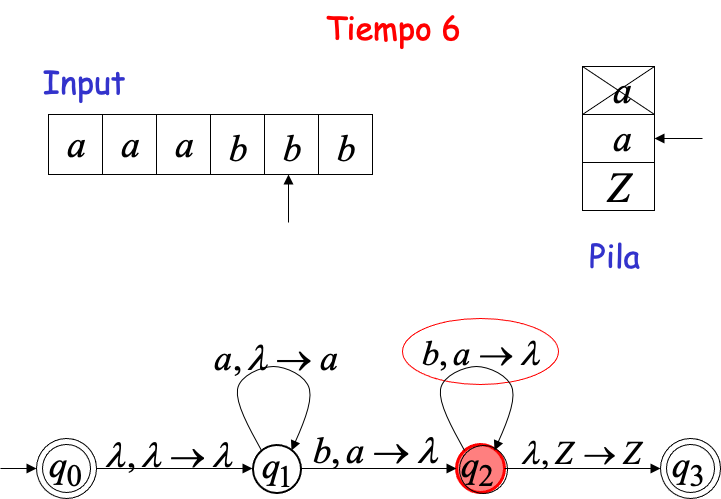 Tiempo 6
Input
a a a b b b
a
a
Z
Pila
a, λ → a
b, a → λ
q0 λ, λ → λ q1 b, a → λ q2 λ, Z → Z q3